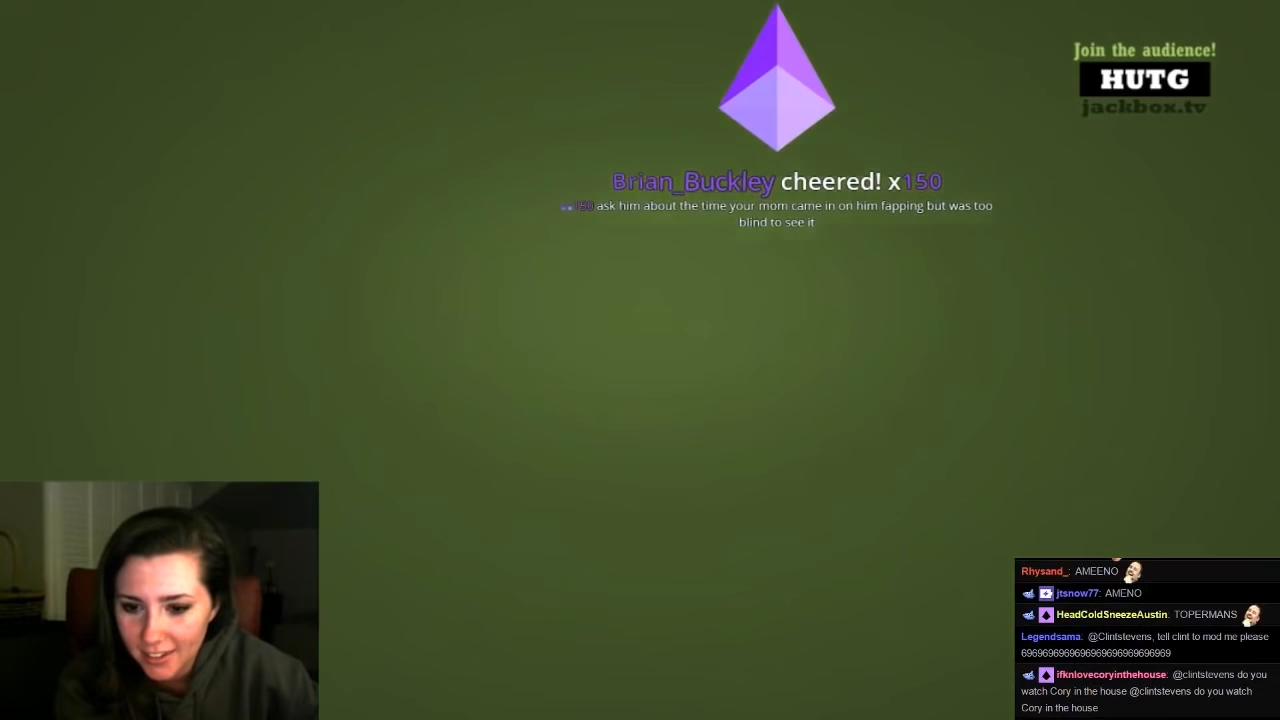 Join the audience!
HUTG
jackbox.tv
Brian_Buckley cheered! x150
150 ask him about the time your mom came in on him fapping but was too
blind to see it
Rhysand_: AMEENO
jtsnow77: AMENO
HeadColdSneezeAustin: TOPERMANS
Legendsama: @Clintstevens, tell clint to mod me please
6969696969696969696969696969
ifknlovecoryinthehouse: @clintstevens do you
watch Cory in the house @clintstevens do you watch
Cory in the house